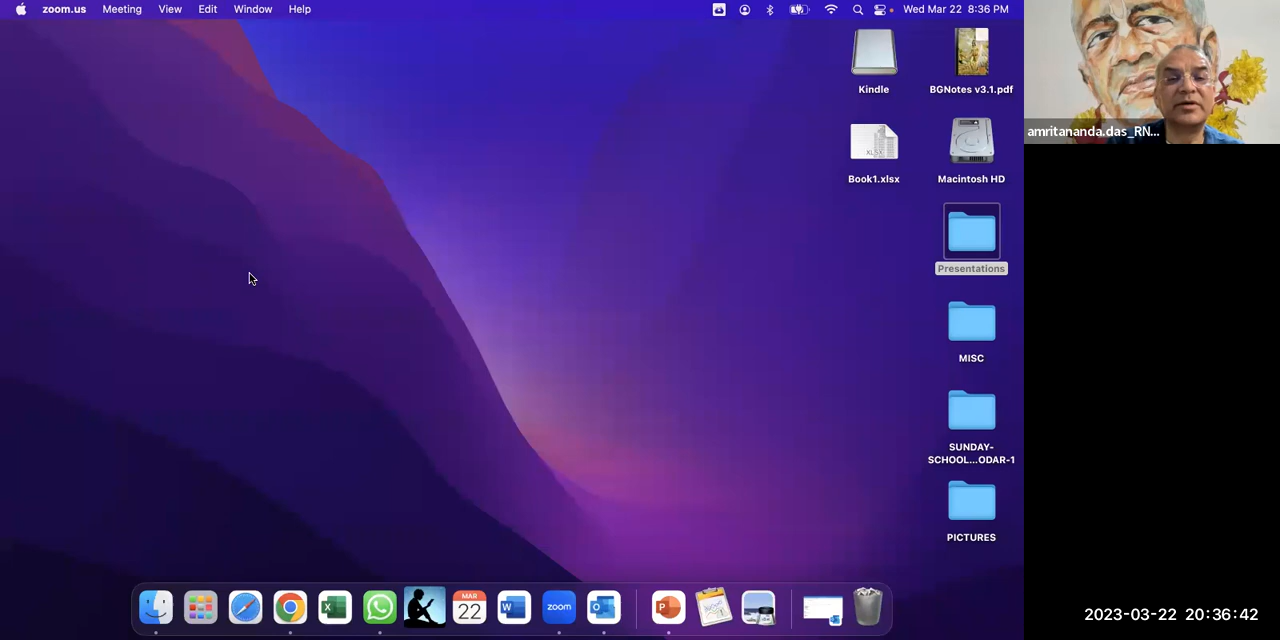 zoom.us Meeting View Edit Window Help Wed Mar 22 8:36 PM
Kindle
BGNotes v3.1.pdf
amritananda.das_RN...
XLSX
Book1.xlsx
Macintosh HD
Presentations
MISC
SUNDAY-
SCHOOL...ODAR-1
PICTURES
MAR
22
X
W
zoom
O
P
2023-03-22 20:36:42